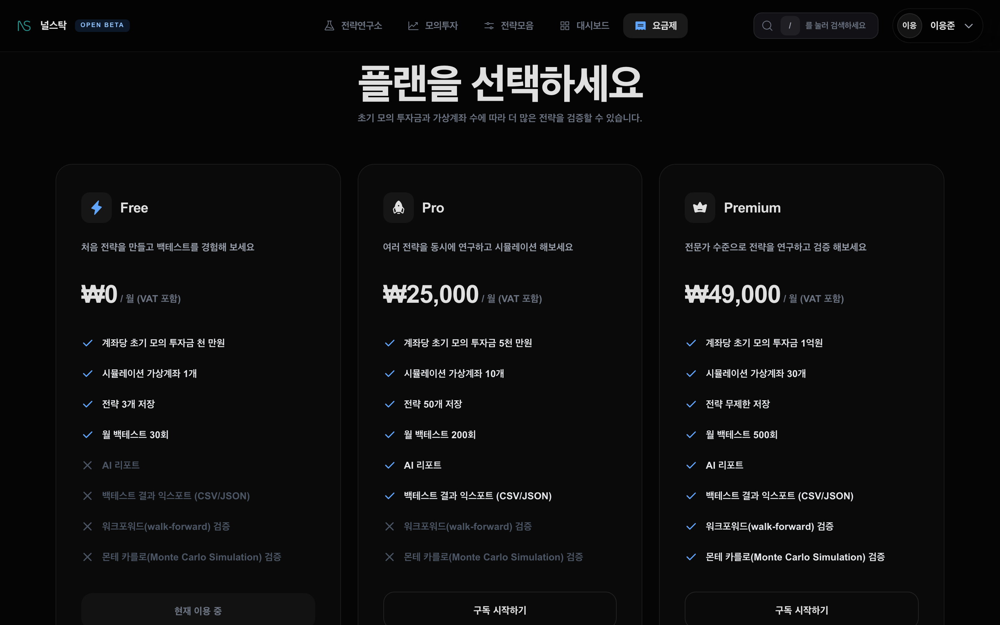 NS 널스탁 OPEN BETA 전략연구소 모의투자 전략모음 대시보드 요금제 / 를 눌러 검색하세요 이응 이응준
플랜을 선택하세요
초기 모의 투자금과 가상계좌 수에 따라 더 많은 전략을 검증할 수 있습니다.
Free
처음 전략을 만들고 백테스트를 경험해 보세요
₩0 / 월 (VAT 포함)
계좌당 초기 모의 투자금 천 만원
시뮬레이션 가상계좌 1개
전략 3개 저장
월 백테스트 30회
AI 리포트
백테스트 결과 익스포트 (CSV/JSON)
워크포워드(walk-forward) 검증
몬테 카를로(Monte Carlo Simulation) 검증
현재 이용 중
Pro
여러 전략을 동시에 연구하고 시뮬레이션 해보세요
₩25,000 / 월 (VAT 포함)
계좌당 초기 모의 투자금 5천 만원
시뮬레이션 가상계좌 10개
전략 50개 저장
월 백테스트 200회
AI 리포트
백테스트 결과 익스포트 (CSV/JSON)
워크포워드(walk-forward) 검증
몬테 카를로(Monte Carlo Simulation) 검증
구독 시작하기
Premium
전문가 수준으로 전략을 연구하고 검증 해보세요
₩49,000 / 월 (VAT 포함)
계좌당 초기 모의 투자금 1억원
시뮬레이션 가상계좌 30개
전략 무제한 저장
월 백테스트 500회
AI 리포트
백테스트 결과 익스포트 (CSV/JSON)
워크포워드(walk-forward) 검증
몬테 카를로(Monte Carlo Simulation) 검증
구독 시작하기